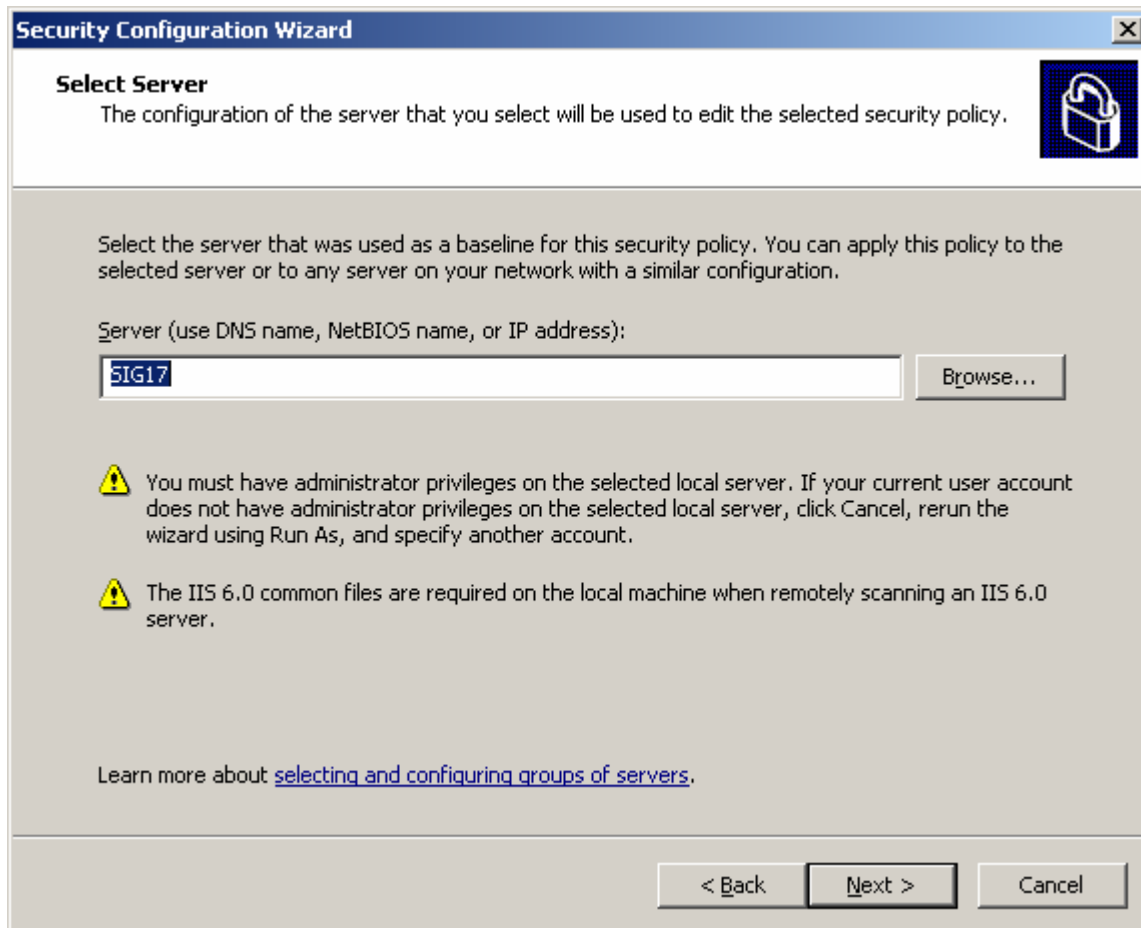 Security Configuration Wizard
Select Server
The configuration of the server that you select will be used to edit the selected security policy.
Select the server that was used as a baseline for this security policy. You can apply this policy to the
selected server or to any server on your network with a similar configuration.
Server (use DNS name, NetBIOS name, or IP address):
SIG17
Browse...
You must have administrator privileges on the selected local server. If your current user account
does not have administrator privileges on the selected local server, click Cancel, rerun the
wizard using Run As, and specify another account.
The IIS 6.0 common files are required on the local machine when remotely scanning an IIS 6.0
server.
Learn more about selecting and configuring groups of servers.
< Back
Next >
Cancel